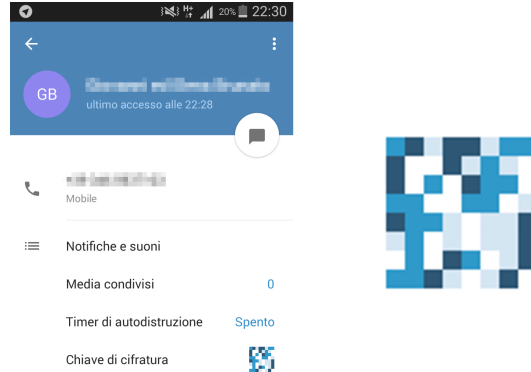 20% 22:30
GB
ultimo accesso alle 22:28
Mobile
Notifiche e suoni
Media condivisi 0
Timer di autodistruzione Spento
Chiave di cifratura